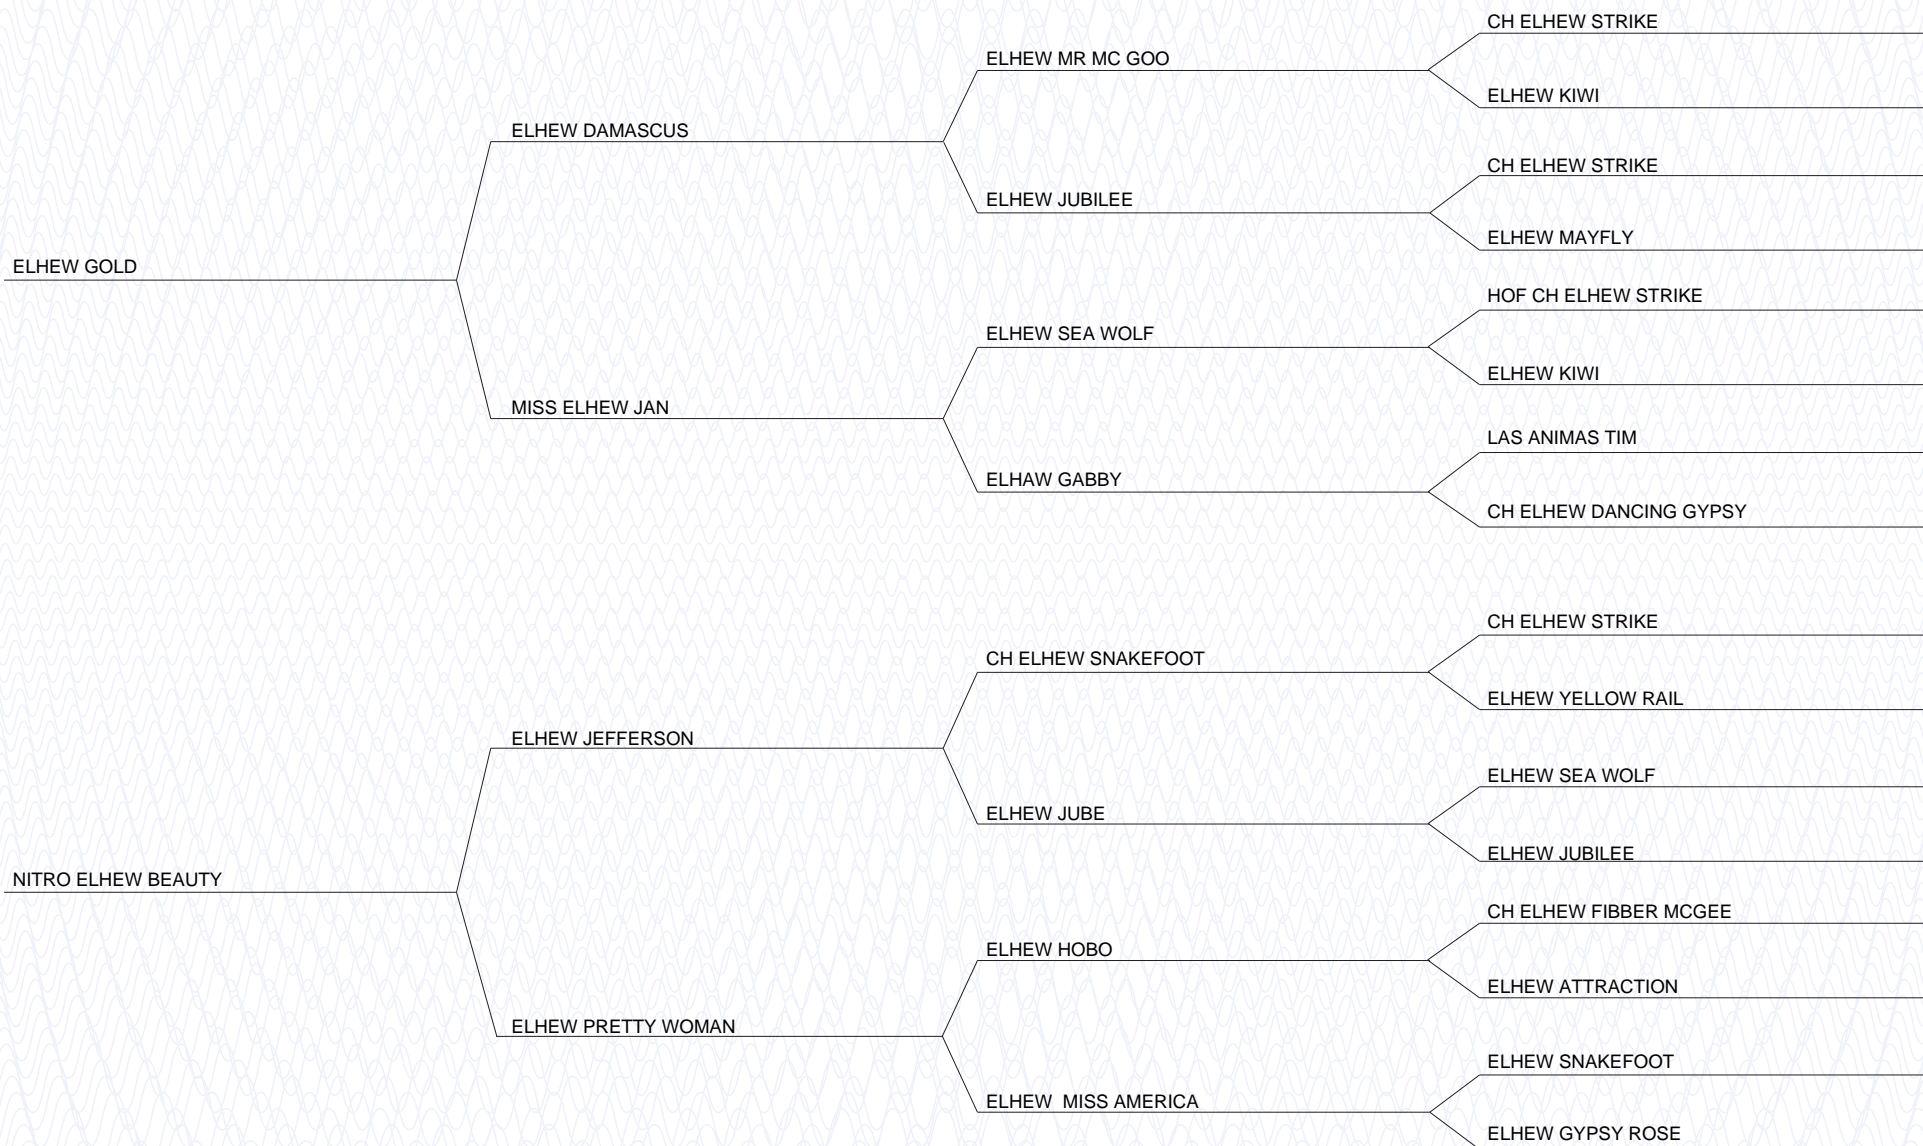 CH ELHEW STRIKE
ELHEW MR MC GOO
ELHEW KIWI
ELHEW DAMASCUS
CH ELHEW STRIKE
ELHEW JUBILEE
ELHEW MAYFLY
ELHEW GOLD
HOF CH ELHEW STRIKE
ELHEW SEA WOLF
ELHEW KIWI
MISS ELHEW JAN
LAS ANIMAS TIM
ELHAW GABBY
CH ELHEW DANCING GYPSY
CH ELHEW STRIKE
CH ELHEW SNAKEFOOT
ELHEW YELLOW RAIL
ELHEW JEFFERSON
ELHEW SEA WOLF
ELHEW JUBE
ELHEW JUBILEE
NITRO ELHEW BEAUTY
CH ELHEW FIBBER MCGEE
ELHEW HOBO
ELHEW ATTRACTION
ELHEW PRETTY WOMAN
ELHEW SNAKEFOOT
ELHEW  MISS AMERICA
ELHEW GYPSY ROSE